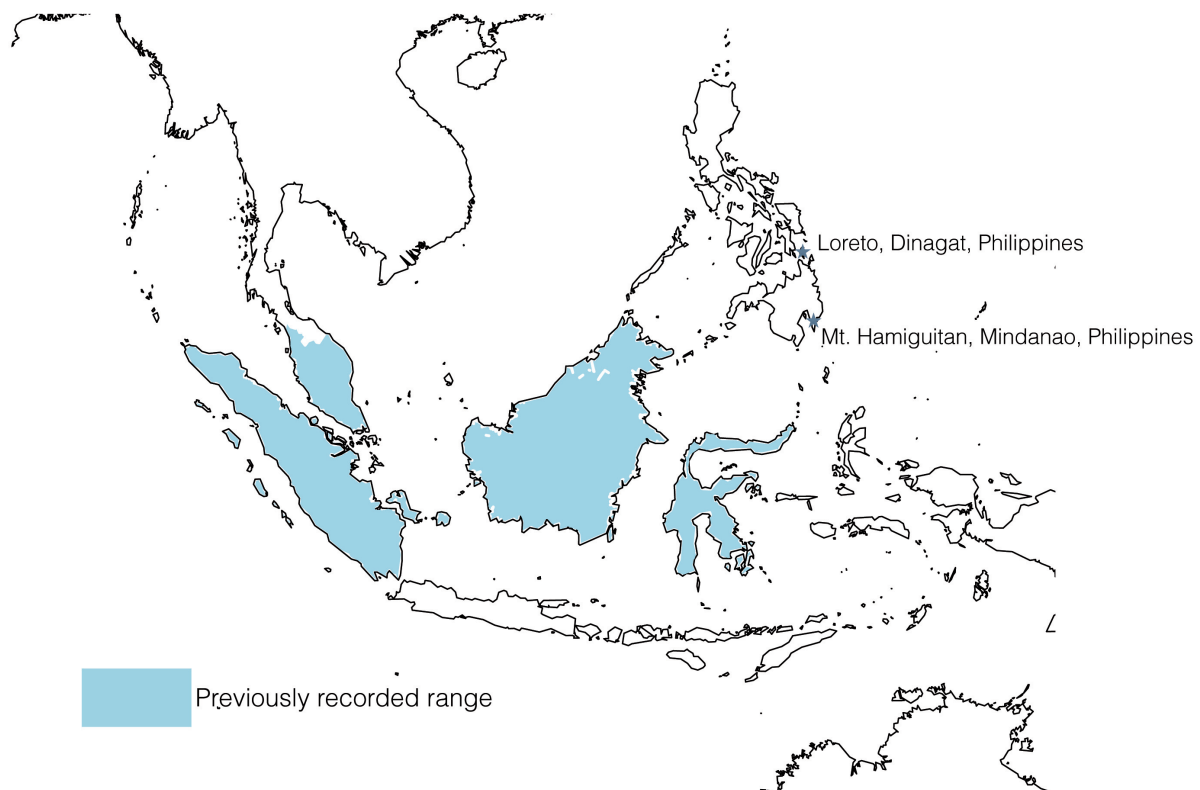 Loreto, Dinagat, Philippines
Mt. Hamiguitan, Mindanao, Philippines
Previously recorded range